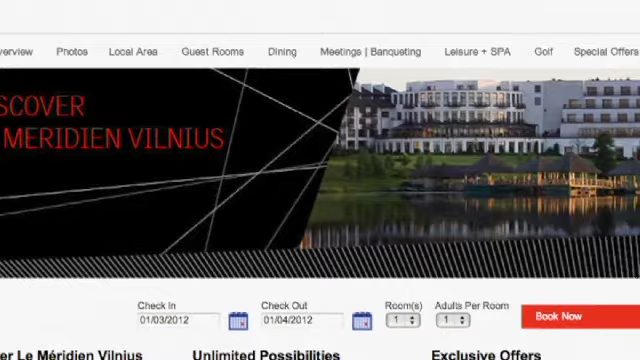 verview Photos Local Area Guest Rooms Dining Meetings | Banqueting Leisure + SPA Golf Special Offers
SCOVER
MERIDIEN VILNIUS
Check In Check Out Room(s) Adults Per Room
01/03/2012 01/04/2012 1 1 Book Now
er Le Méridien Vilnius Unlimited Possibilities Exclusive Offers